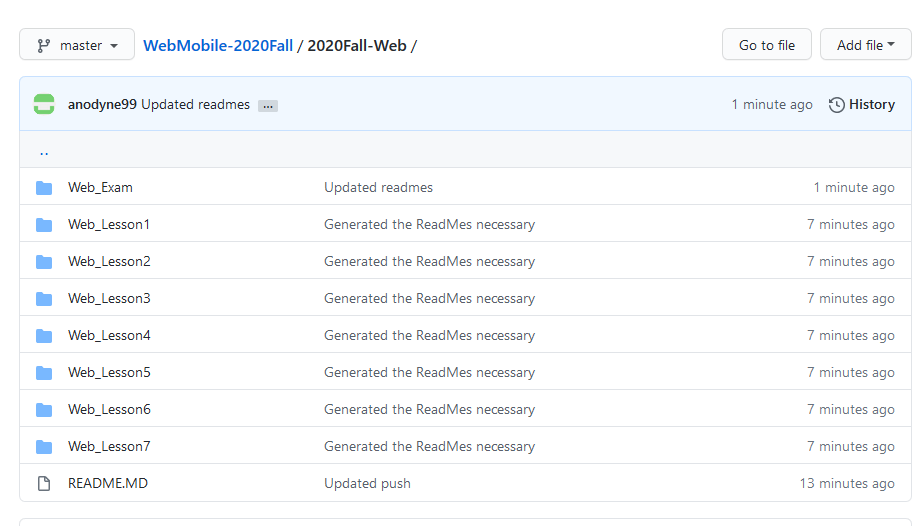 master WebMobile-2020Fall / 2020Fall-Web / Go to file Add file
anodyne99 Updated readmes ... 1 minute ago History
..
Web_Exam Updated readmes 1 minute ago
Web_Lesson1 Generated the ReadMes necessary 7 minutes ago
Web_Lesson2 Generated the ReadMes necessary 7 minutes ago
Web_Lesson3 Generated the ReadMes necessary 7 minutes ago
Web_Lesson4 Generated the ReadMes necessary 7 minutes ago
Web_Lesson5 Generated the ReadMes necessary 7 minutes ago
Web_Lesson6 Generated the ReadMes necessary 7 minutes ago
Web_Lesson7 Generated the ReadMes necessary 7 minutes ago
README.MD Updated push 13 minutes ago